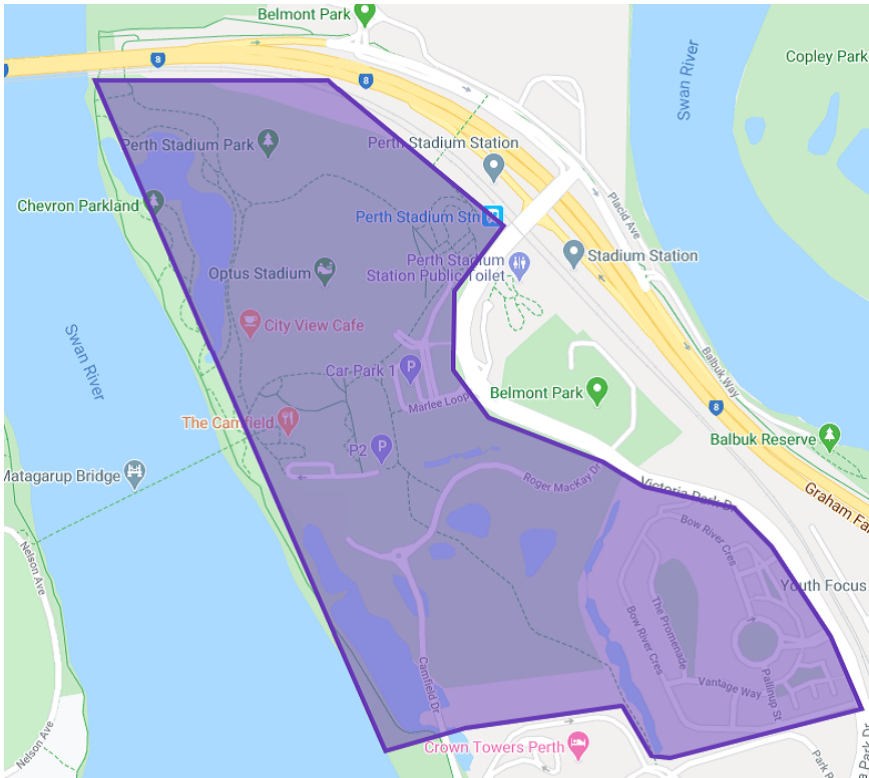 Belmont Park
8
8
Copley Park
Swan River
Perth Stadium Park
Perth Stadium Station
Chevron Parkland
Placid Ave
Perth Stadium Stn
Perth Stadium
Station Public Toilet
Stadium Station
Optus Stadium
City View Cafe
Swan River
Car Park 1
P
Marlee Loop
Belmont Park
Balbuk Way
8
The Camfield
P2
P
Balbuk Reserve
Matagarup Bridge
Roger MacKay Dr
Victoria Park Dr
Graham Fa
Bow River Cres
Nelson Ave
Youth Focus
The Promenade
Bow River Cres
Camfield Dr
Vantage Way
Pallinup St
Nelson Ave
Crown Towers Perth
Park
a Park Dr